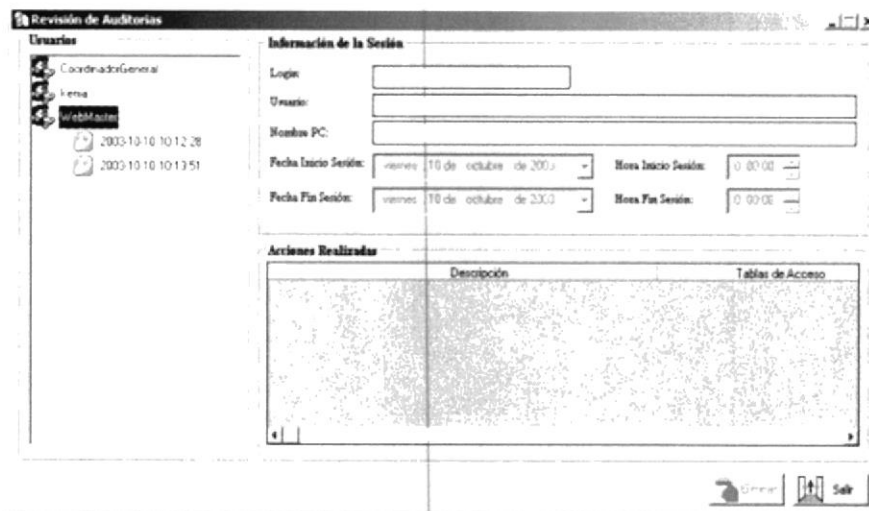 Revisión de Auditorias
Usuarios
CoordinadorGeneral
kenia
WebMaster
2003-10-10 10:12:28
2003-10-10 10:13:51
Información de la Sesión
Login:
Usuario:
Nombre PC:
Fecha Inicio Sesión: viernes , 10 de octubre de 2003 Hora Inicio Sesión: 0:00:00
Fecha Fin Sesión: viernes , 10 de octubre de 2003 Hora Fin Sesión: 0:00:00
Acciones Realizadas
Descripción Tablas de Acceso
Salir